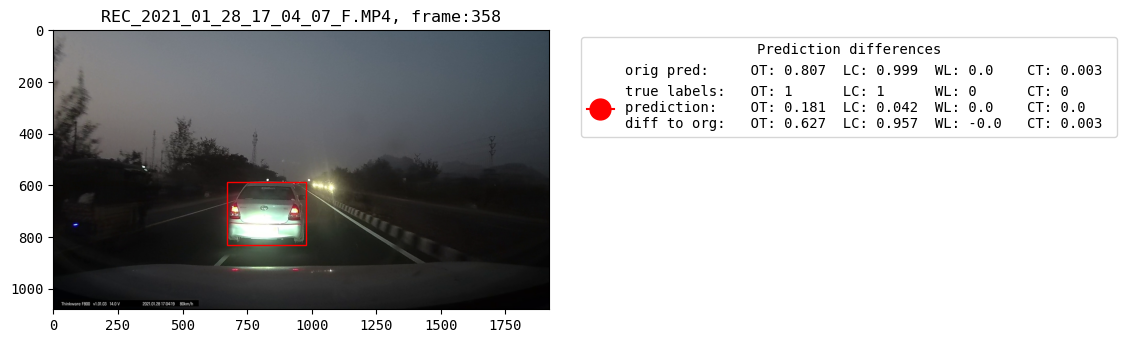 REC_2021_01_28_17_04_07_F.MP4, frame:358
Prediction differences
orig pred: OT: 0.807 LC: 0.999 WL: 0.0 CT: 0.003
true labels: OT: 1 LC: 1 WL: 0 CT: 0
prediction: OT: 0.181 LC: 0.042 WL: 0.0 CT: 0.0
diff to org: OT: 0.627 LC: 0.957 WL: -0.0 CT: 0.003
0
200
400
600
800
1000
0 250 500 750 1000 1250 1500 1750